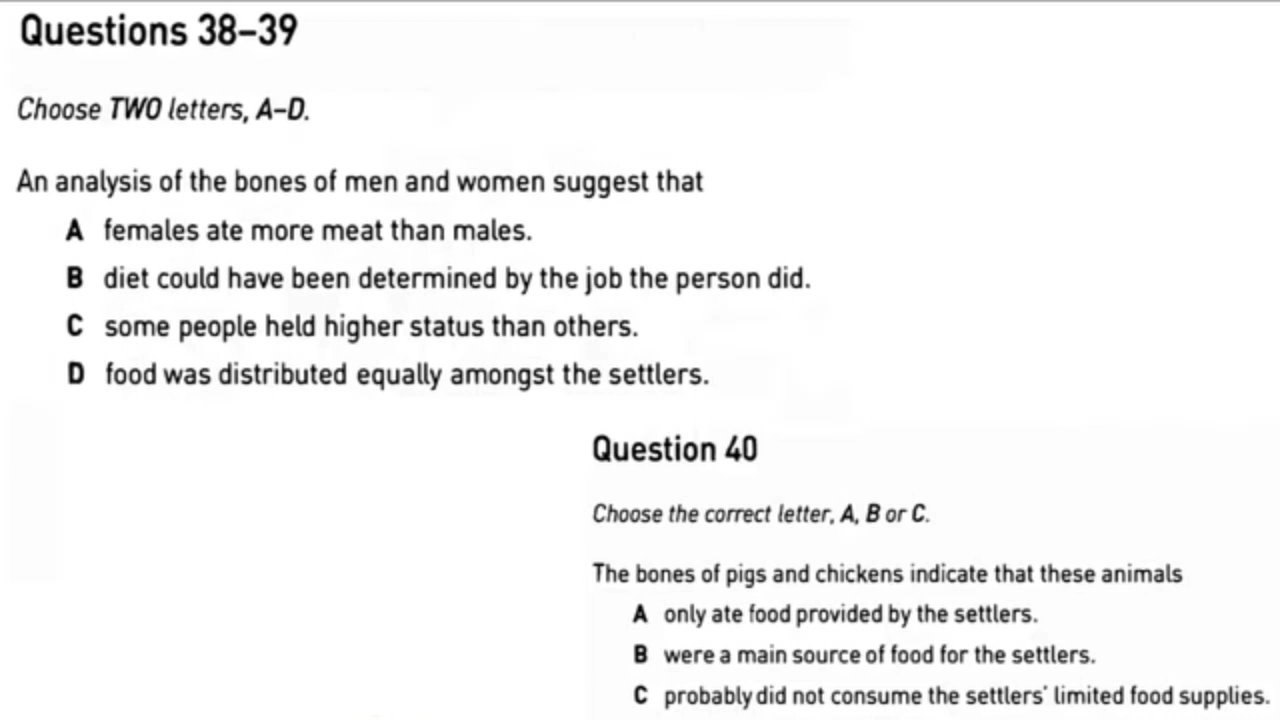 Questions 38–39
Choose TWO letters, A–D.
An analysis of the bones of men and women suggest that
A females ate more meat than males.
B diet could have been determined by the job the person did.
C some people held higher status than others.
D food was distributed equally amongst the settlers.
Question 40
Choose the correct letter, A, B or C.
The bones of pigs and chickens indicate that these animals
A only ate food provided by the settlers.
B were a main source of food for the settlers.
C probably did not consume the settlers' limited food supplies.